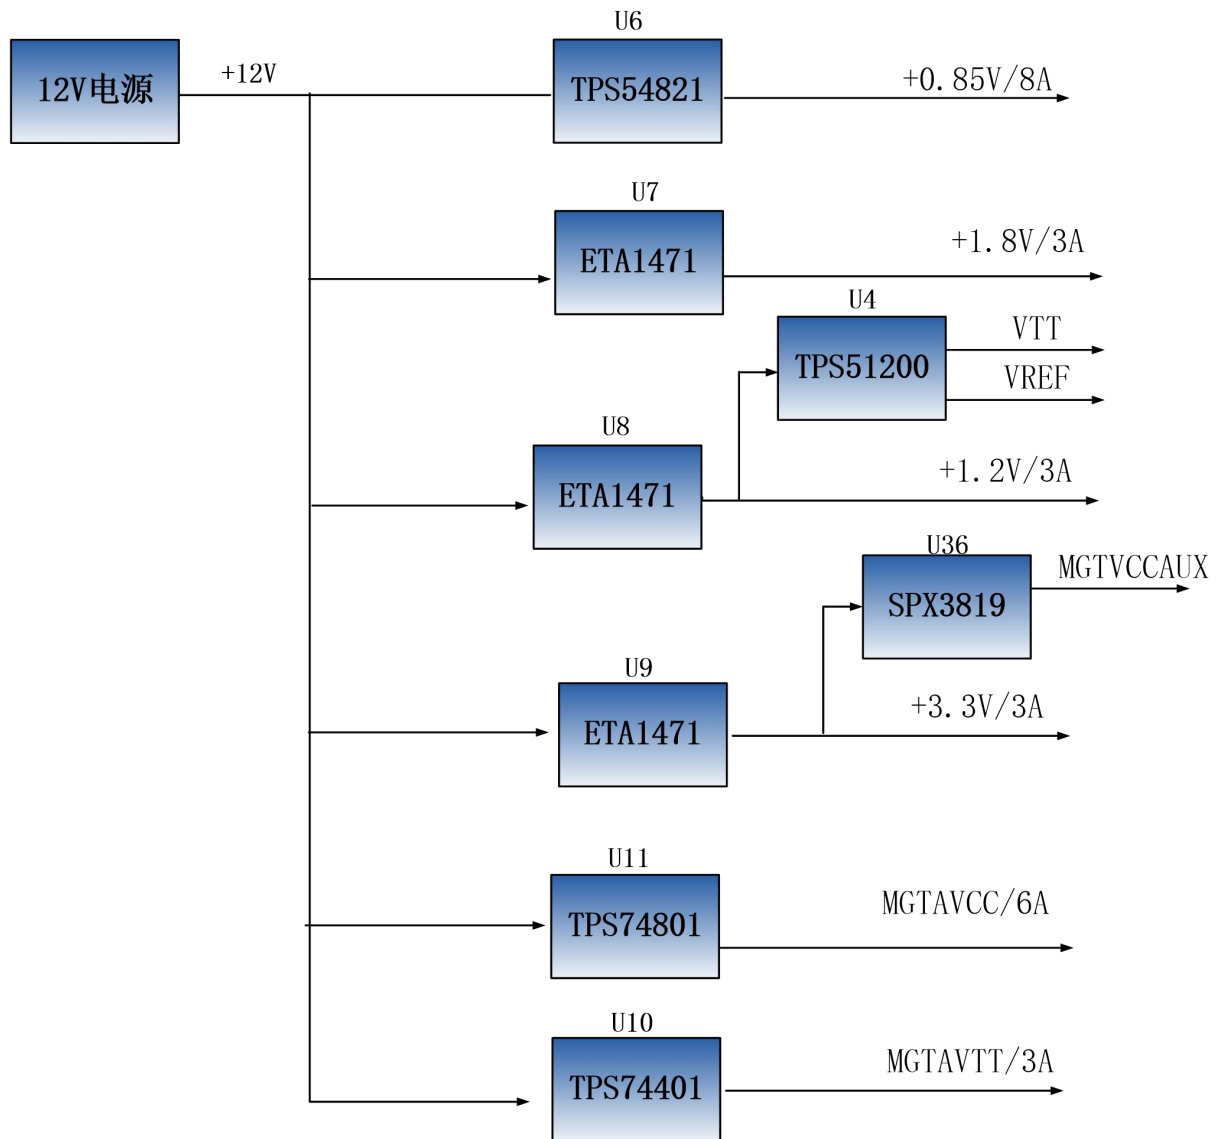 U6
12V电源
+12V
TPS54821
+0.85V/8A
U7
ETA1471
+1.8V/3A
U4
TPS51200
VTT
VREF
U8
ETA1471
+1.2V/3A
U36
SPX3819
MGTVCCAUX
U9
ETA1471
+3.3V/3A
U11
TPS74801
MGTAVCC/6A
U10
TPS74401
MGTAVTT/3A